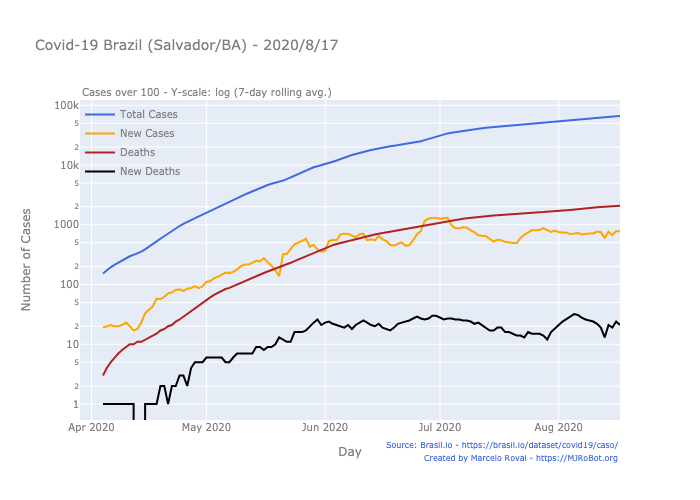 Covid-19 Brazil (Salvador/BA) - 2020/8/17
Cases over 100 - Y-scale: log (7-day rolling avg.)
Total Cases
New Cases
Deaths
New Deaths
Number of Cases
100k
5
2
10k
5
2
1000
5
2
100
5
2
10
5
2
1
Apr 2020
May 2020
Jun 2020
Jul 2020
Aug 2020
Day
Source: Brasil.io - https://brasil.io/dataset/covid19/caso/
Created by Marcelo Rovai - https://MJRoBot.org